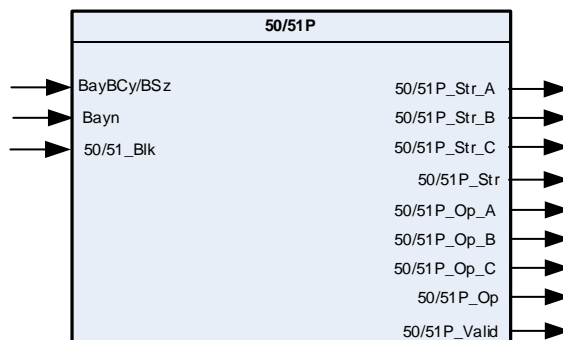 50/51P
BayBCy/BSz
Bayn
50/51_Blk
50/51P_Str_A
50/51P_Str_B
50/51P_Str_C
50/51P_Str
50/51P_Op_A
50/51P_Op_B
50/51P_Op_C
50/51P_Op
50/51P_Valid